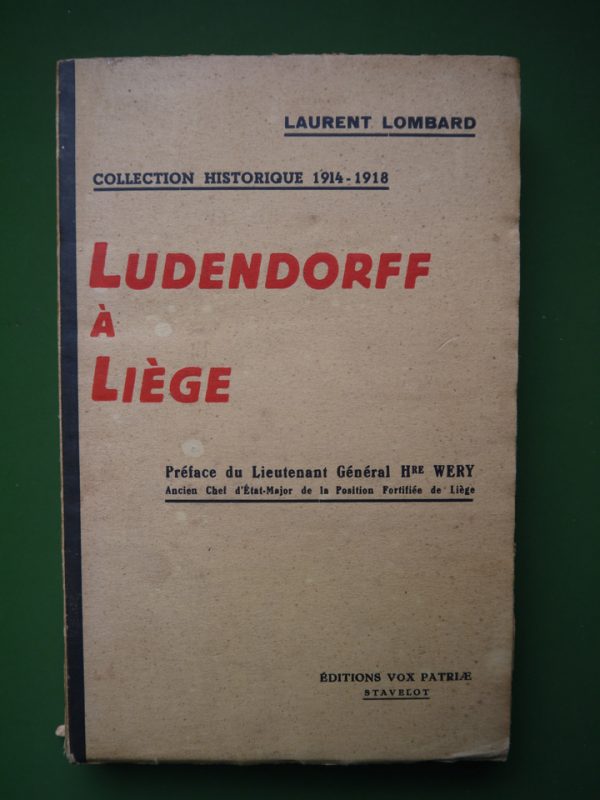 LAURENT LOMBARD
COLLECTION HISTORIQUE 1914-1918
LUDENDORFF
À
LIÈGE
Préface du Lieutenant Général HRE WERY
Ancien Chef d'État-Major de la Position Fortifiée de Liège
ÉDITIONS VOX PATRIÆ
STAVELOT